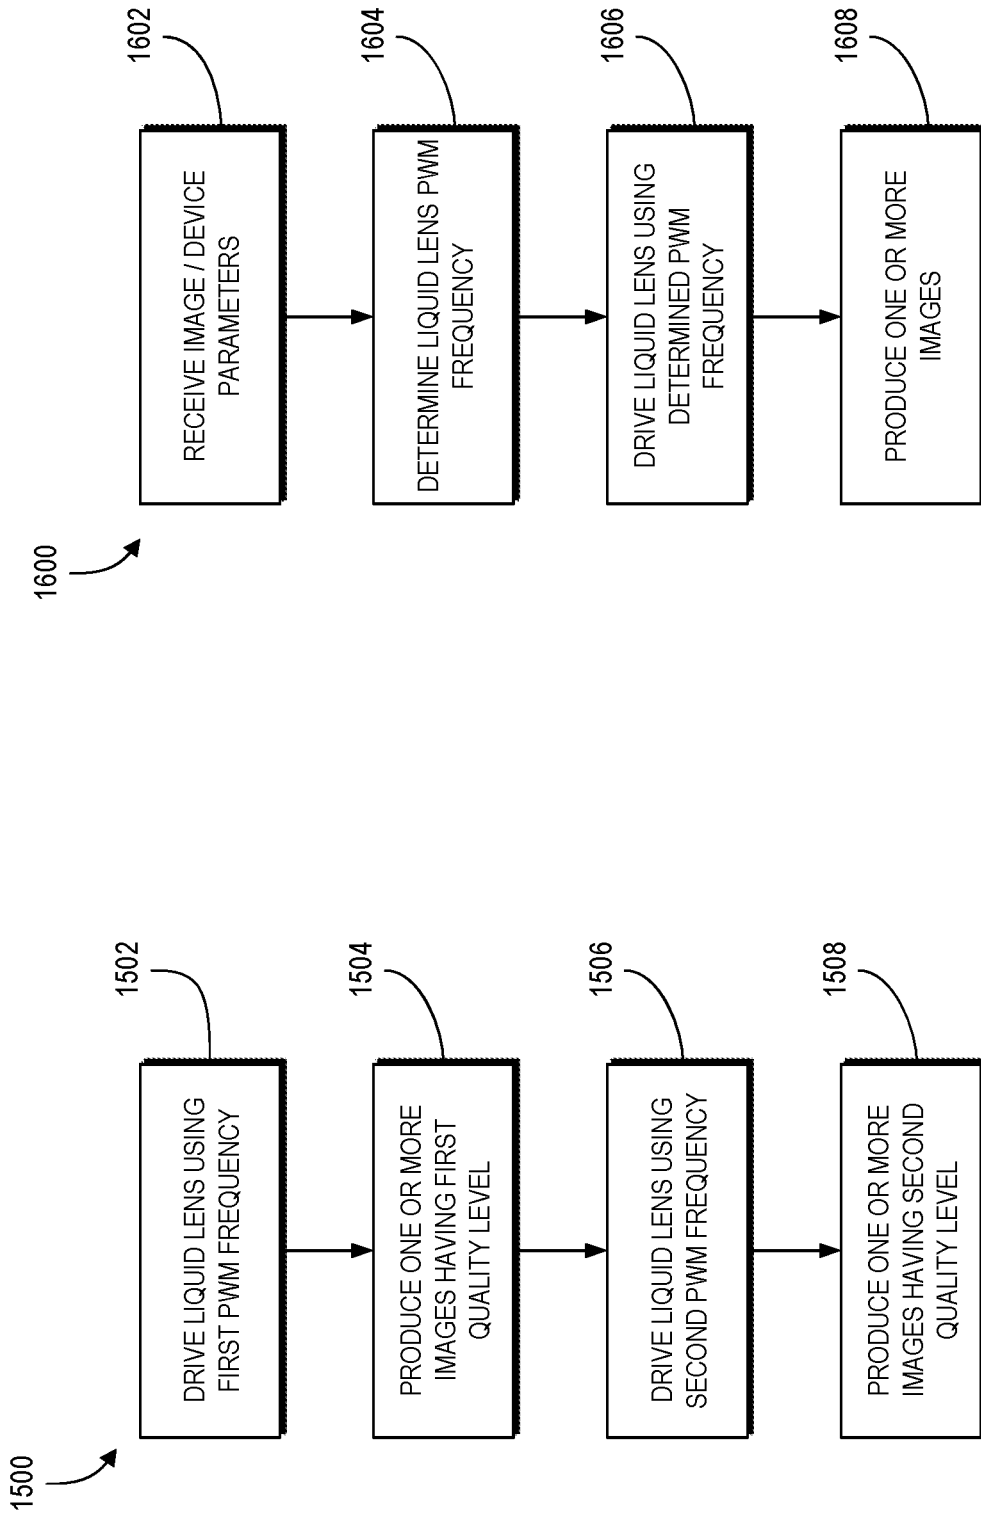 1500
DRIVE LIQUID LENS USING
FIRST PWM FREQUENCY
1502
PRODUCE ONE OR MORE
IMAGES HAVING FIRST
QUALITY LEVEL
1504
DRIVE LIQUID LENS USING
SECOND PWM FREQUENCY
1506
PRODUCE ONE OR MORE
IMAGES HAVING SECOND
QUALITY LEVEL
1508
1600
RECEIVE IMAGE / DEVICE
PARAMETERS
1602
DETERMINE LIQUID LENS PWM
FREQUENCY
1604
DRIVE LIQUID LENS USING
DETERMINED PWM
FREQUENCY
1606
PRODUCE ONE OR MORE
IMAGES
1608